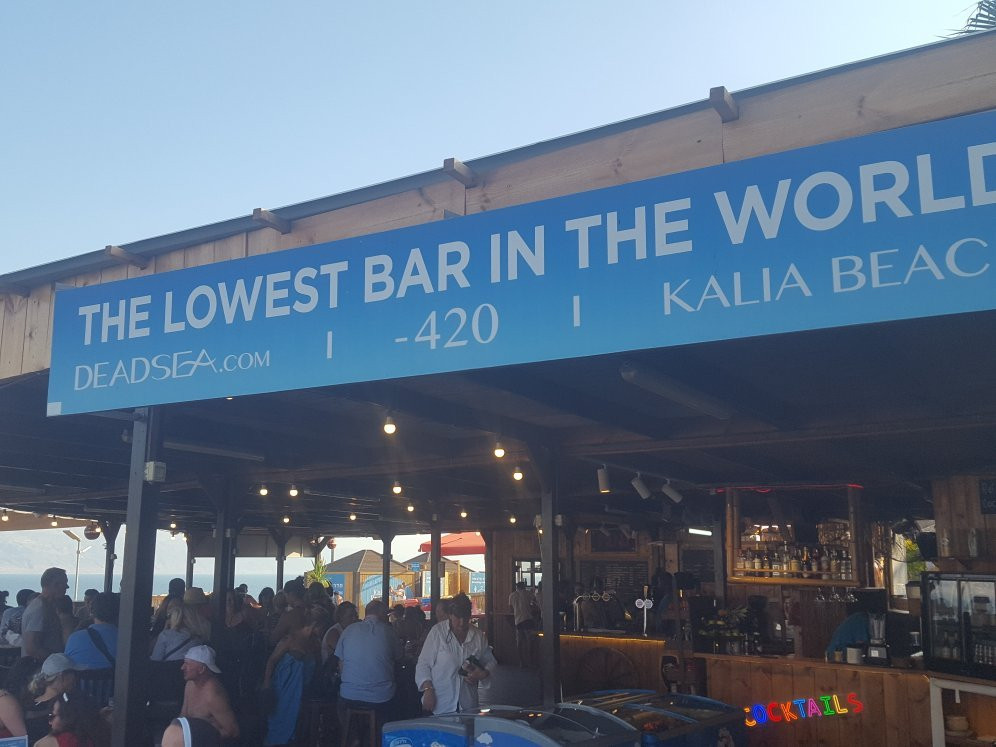 THE LOWEST BAR IN THE WORLD
DEADSEA.COM | -420 | KALIA BEAC
COCKTAILS